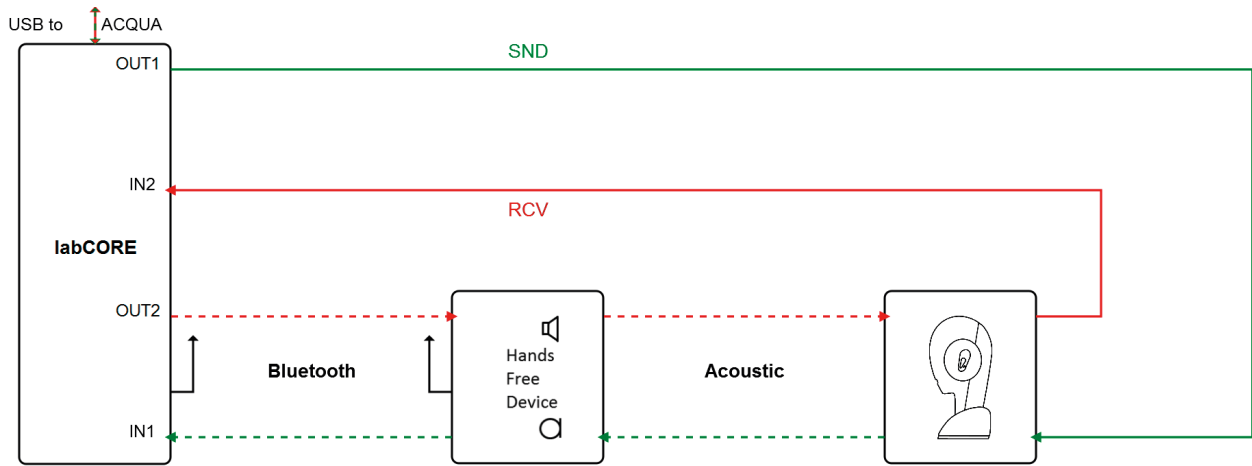 USB to ACQUA
OUT1
SND
IN2
RCV
labCORE
OUT2
Bluetooth
Hands
Free
Device
Acoustic
IN1